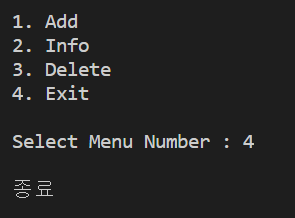 1. Add
2. Info
3. Delete
4. Exit
Select Menu Number : 4
종료